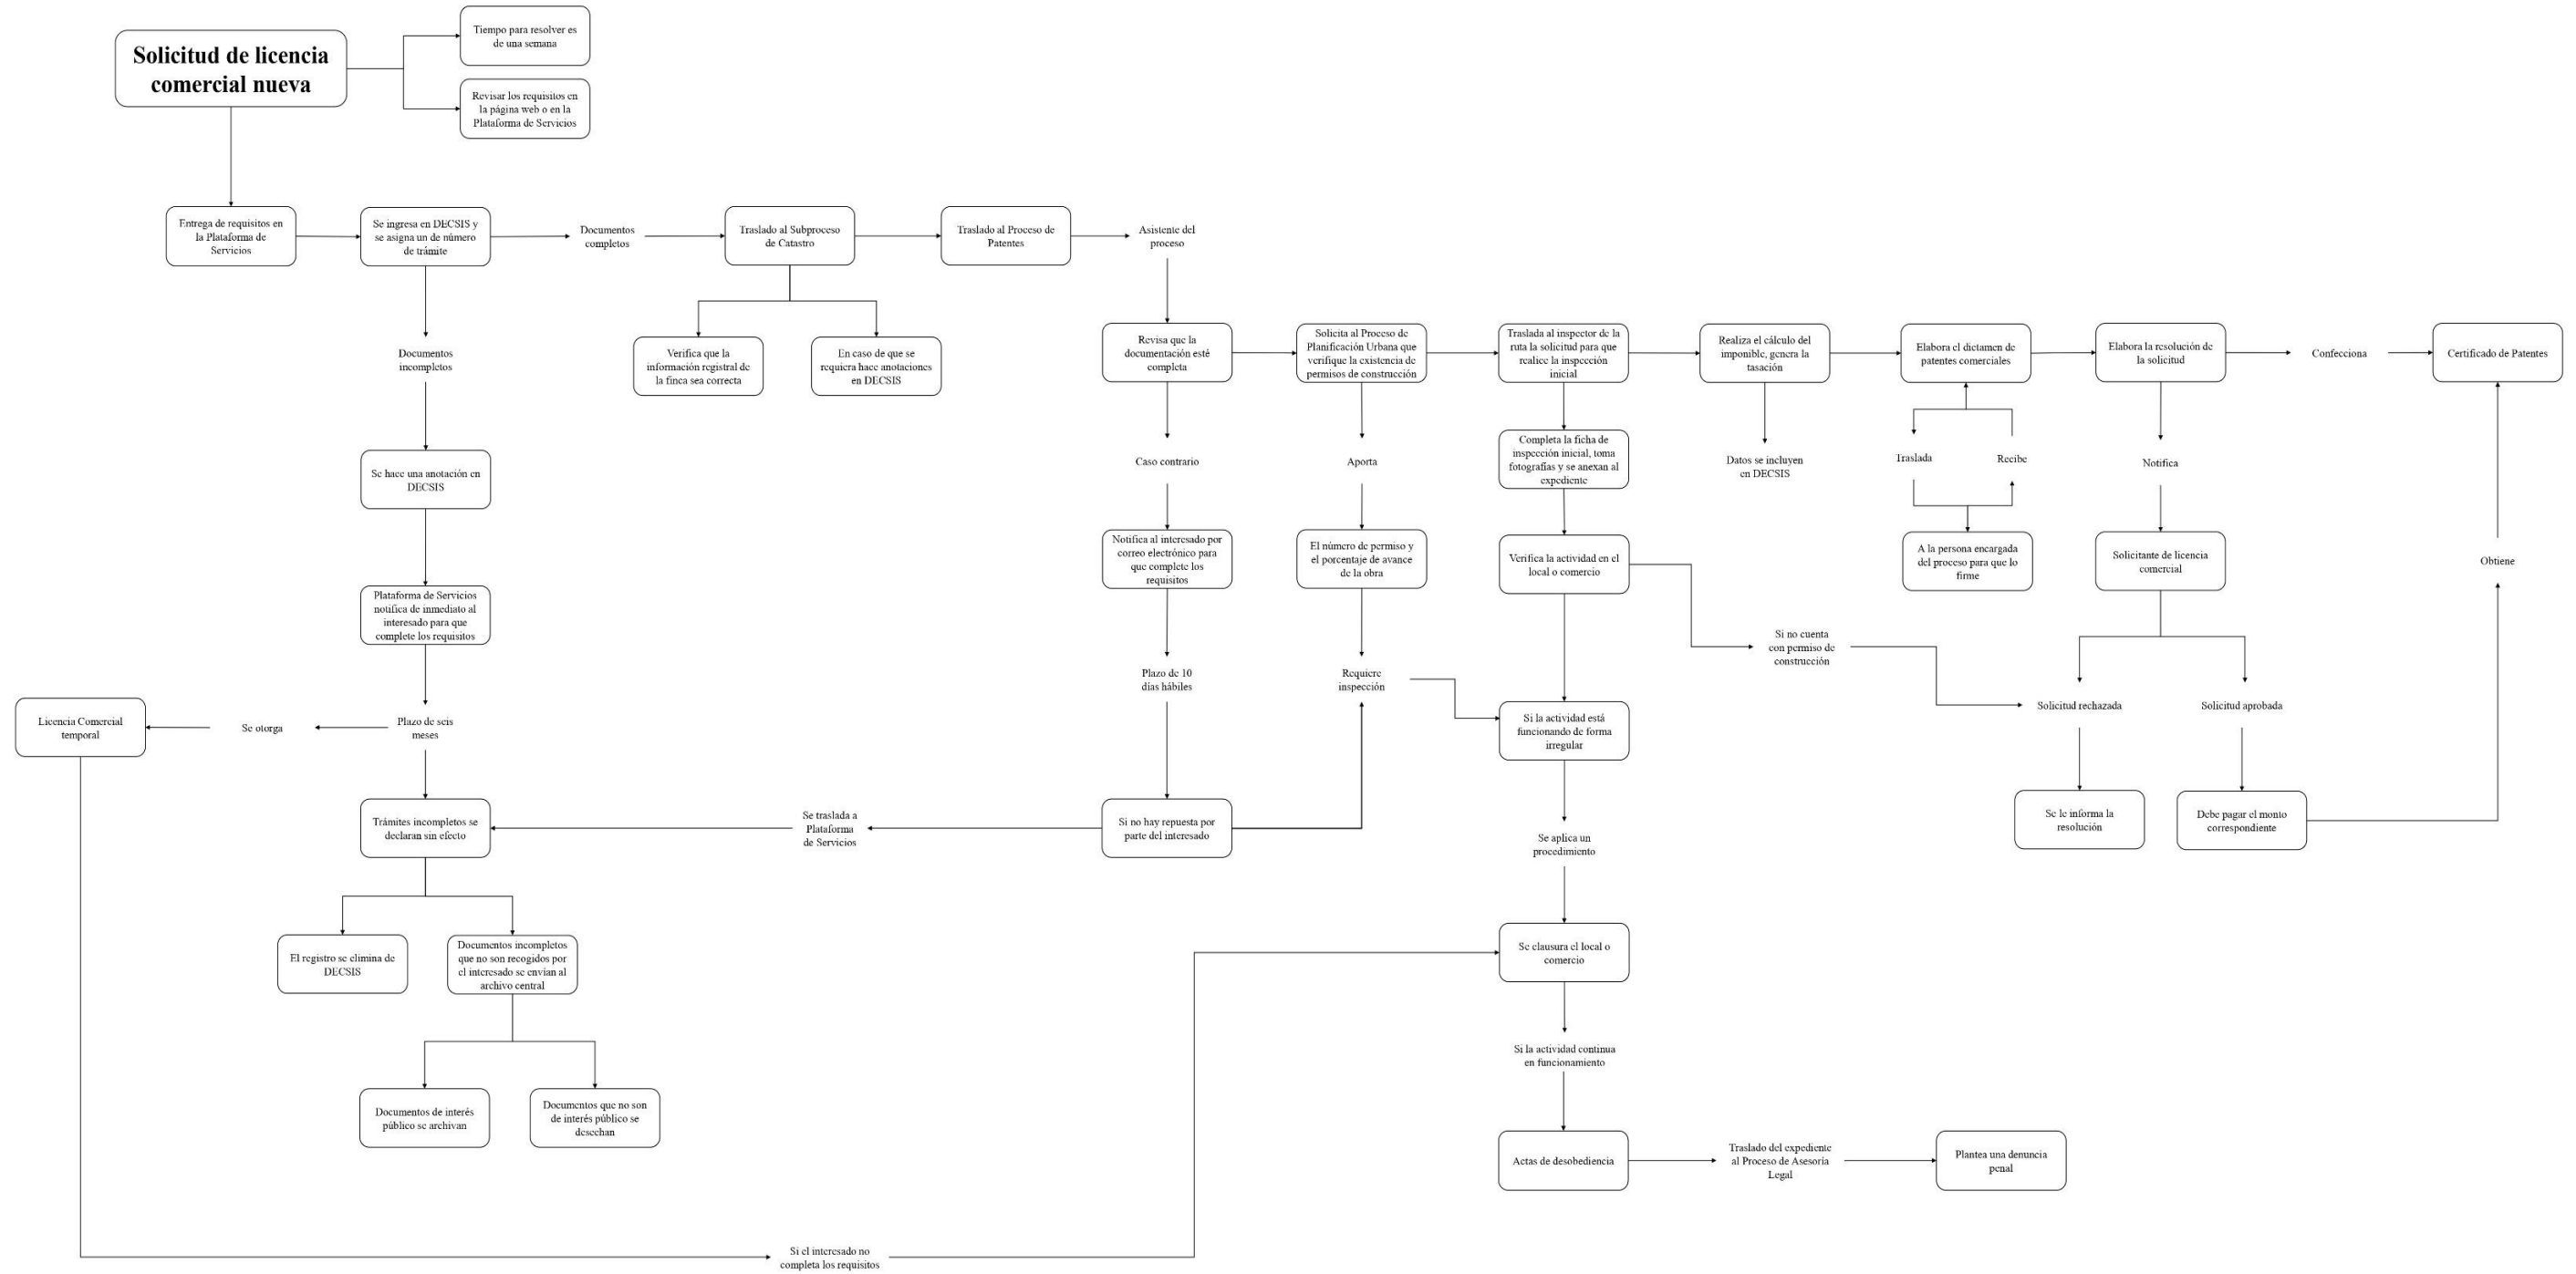 Solicitud de licencia
comercial nueva
Tiempo para resolver es
de una semana
Revisar los requisitos en
la página web o en la
Plataforma de Servicios
Entrega de requisitos en
la Plataforma de
Servicios
Se ingresa en DECSIS y
se asigna un de número
de trámite
Documentos
completos
Traslado al Subproceso
de Catastro
Traslado al Proceso de
Patentes
Asistente del
proceso
Documentos
incompletos
Verifica que la
información registral de
la finca sea correcta
En caso de que se
requiera hace anotaciones
en DECSIS
Revisa que la
documentación esté
completa
Solicita al Proceso de
Planificación Urbana que
verifique la existencia de
permisos de construcción
Traslada al inspector de la
ruta la solicitud para que
realice la inspección
inicial
Realiza el cálculo del
imponible, genera la
tasación
Elabora el dictamen de
patentes comerciales
Elabora la resolución de
la solicitud
Confecciona
Certificado de Patentes
Se hace una anotación en
DECSIS
Caso contrario
Aporta
Completa la ficha de
inspección inicial, toma
fotografías y se anexan al
expediente
Datos se incluyen
en DECSIS
Traslada
Recibe
Notifica
Notifica al interesado por
correo electrónico para
que complete los
requisitos
El número de permiso y
el porcentaje de avance
de la obra
Verifica la actividad en el
local o comercio
A la persona encargada
del proceso para que lo
firme
Solicitante de licencia
comercial
Obtiene
Plataforma de Servicios
notifica de inmediato al
interesado para que
complete los requisitos
Si no cuenta
con permiso de
construcción
Plazo de 10
días hábiles
Requiere
inspección
Licencia Comercial
temporal
Se otorga
Plazo de seis
meses
Si la actividad está
funcionando de forma
irregular
Solicitud rechazada
Solicitud aprobada
Trámites incompletos se
declaran sin efecto
Se traslada a
Plataforma
de Servicios
Si no hay repuesta por
parte del interesado
Se aplica un
procedimiento
Se le informa la
resolución
Debe pagar el monto
correspondiente
El registro se elimina de
DECSIS
Documentos incompletos
que no son recogidos por
el interesado se envían al
archivo central
Se clausura el local o
comercio
Si la actividad continua
en funcionamiento
Documentos de interés
público se archivan
Documentos que no son
de interés público se
desechan
Actas de desobediencia
Traslado del expediente
al Proceso de Asesoría
Legal
Plantea una denuncia
penal
Si el interesado no
completa los requisitos